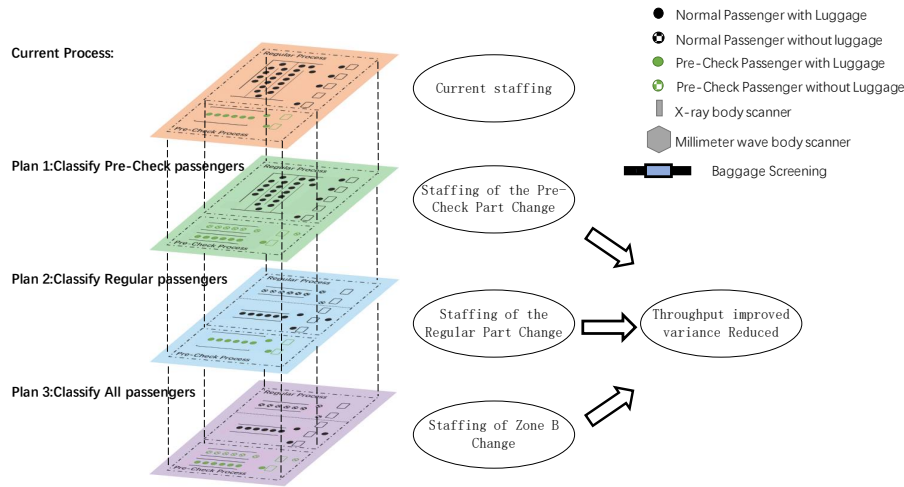 Current Process:
Regular Process
Pre-Check Process
Current staffing
Normal Passenger with Luggage
Normal Passenger without luggage
Pre-Check Passenger with Luggage
Pre-Check Passenger without Luggage
X-ray body scanner
Millimeter wave body scanner
Baggage Screening
Plan 1:Classify Pre-Check passengers
Regular Process
Pre-Check Process
Staffing of the Pre-
Check Part Change
Plan 2:Classify Regular passengers
Regular Process
Pre-Check Process
Staffing of the
Regular Part Change
Throughput improved
variance Reduced
Plan 3:Classify All passengers
Regular Process
Pre-Check Process
Staffing of Zone B
Change